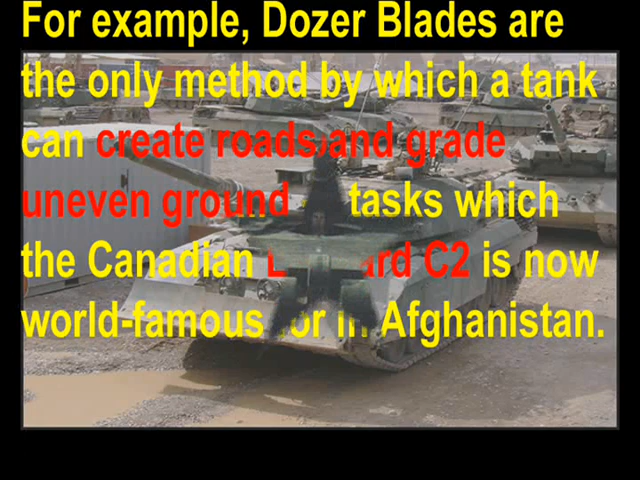 For example, Dozer Blades are
the only method by which a tank
can create roads and grade
uneven ground tasks which
the Canadian C2 is now
world-famous in Afghanistan.